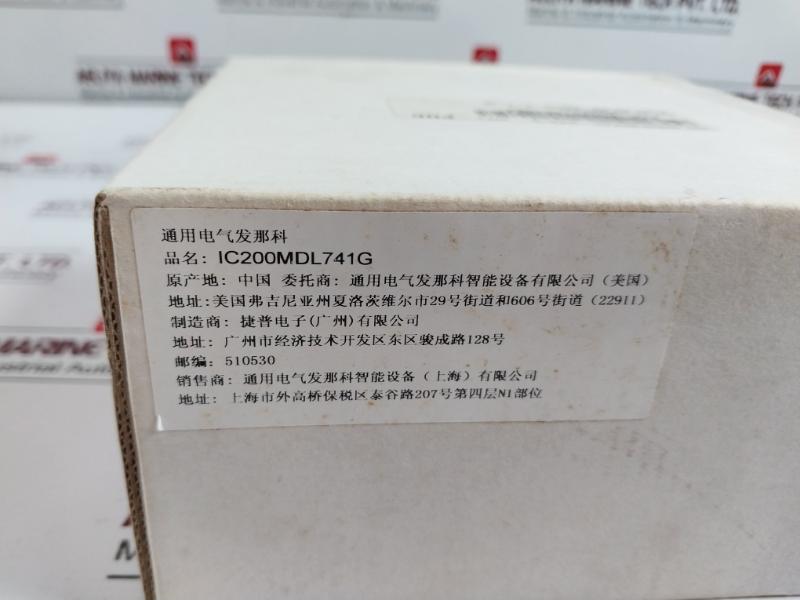 通用电气发那科
品名: IC200MDL741G
原产地: 中国 委托商: 通用电气发那科智能设备有限公司（美国）
地址:美国弗吉尼亚州夏洛茨维尔市29号街道和606号街道（22911）
制造商: 捷普电子(广州)有限公司
地址: 广州市经济技术开发区东区骏成路128号
邮编: 510530
销售商: 通用电气发那科智能设备（上海）有限公司
地址: 上海市外高桥保税区泰谷路207号第四层N1部位